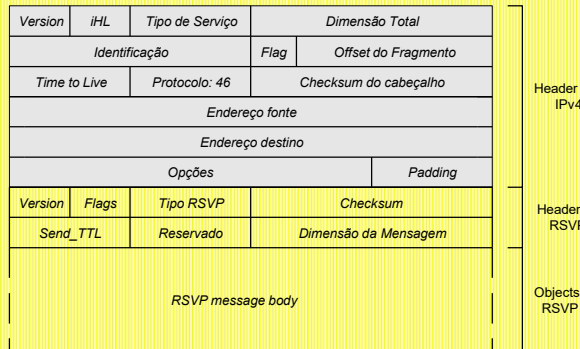 Version iHL Tipo de Serviço Dimensão Total
Identificação Flag Offset do Fragmento
Time to Live Protocolo: 46 Checksum do cabeçalho
Header
IPv4
Endereço fonte
Endereço destino
Opções Padding
Version Flags Tipo RSVP Checksum
Header
RSVP
Send_TTL Reservado Dimensão da Mensagem
RSVP message body
Objects
RSVP